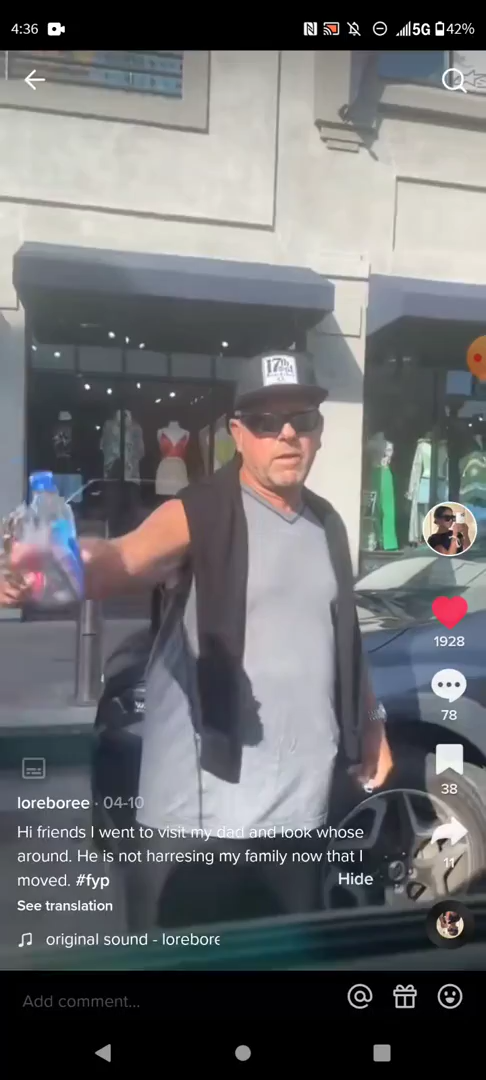 4:36
5G 42%
17th
1928
78
38
11
loreboree · 04-10
Hi friends I went to visit my dad and look whose
around. He is not harresing my family now that I
moved. #fyp
Hide
See translation
original sound - lorebore
Add comment...